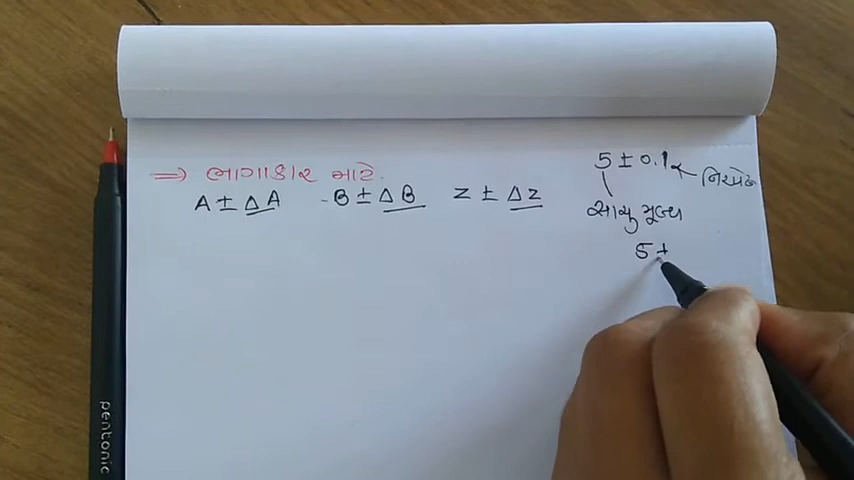 ⇒ ભાગાકાર માટે.
A ± ΔA B ± ΔB Z ± ΔZ
5 ± 0.1
સાચુ મૂલ્ય
5 ±
pentonic